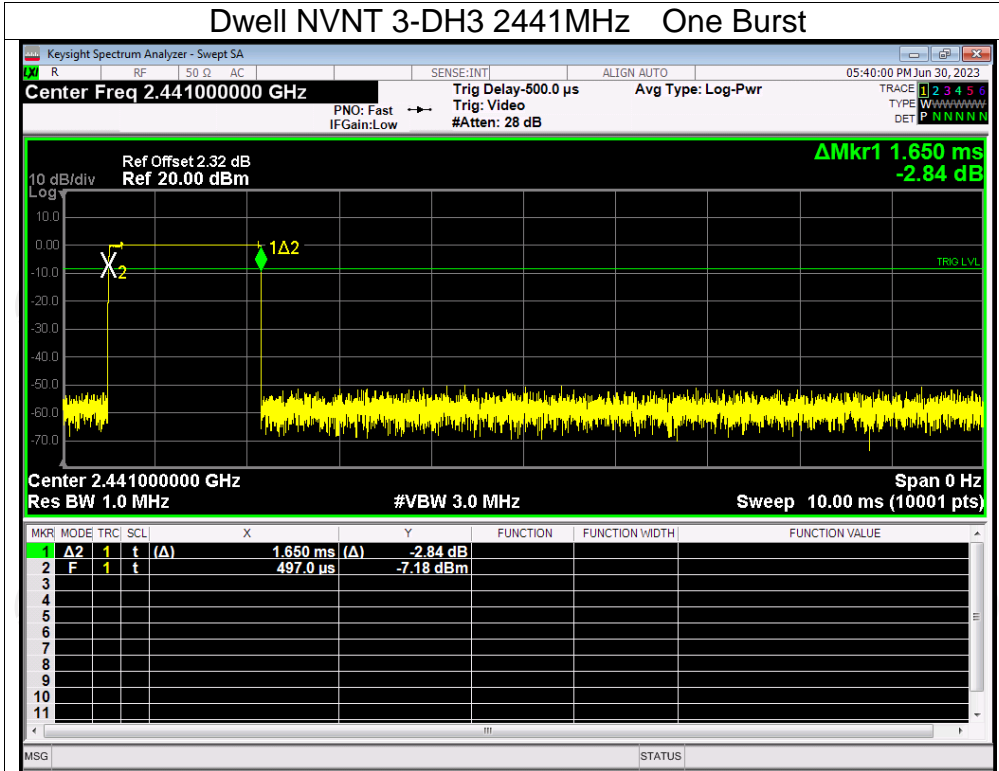 Dwell NVNT 3-DH3 2441MHz One Burst
Keysight Spectrum Analyzer - Swept SA
LXI R RF 50 Ω AC SENSE:INT ALIGN AUTO 05:40:00 PM Jun 30, 2023
Center Freq 2.441000000 GHz Trig Delay-500.0 µs Avg Type: Log-Pwr TRACE 1 2 3 4 5 6
PNO: Fast Trig: Video TYPE WWWWWW
IFGain:Low #Atten: 28 dB DET P N N N N N
ΔMkr1 1.650 ms
-2.84 dB
Ref Offset 2.32 dB
10 dB/div Ref 20.00 dBm
Log
10.0
0.00
1Δ2
X2
-10.0
TRIG LVL
-20.0
-30.0
-40.0
-50.0
-60.0
-70.0
Center 2.441000000 GHz Span 0 Hz
Res BW 1.0 MHz #VBW 3.0 MHz Sweep 10.00 ms (10001 pts)
MKR MODE TRC SCL X Y FUNCTION FUNCTION WIDTH FUNCTION VALUE
1 Δ2 1 t (Δ) 1.650 ms (Δ) -2.84 dB
2 F 1 t 497.0 µs -7.18 dBm
3
4
5
6
7
8
9
10
11
MSG STATUS